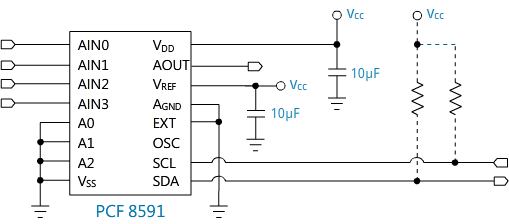 Vcc Vcc
AIN0 VDD
AIN1 AOUT
10µF
AIN2 VREF Vcc
AIN3 AGND
10µF
A0 EXT
A1 OSC
A2 SCL
VSS SDA
PCF 8591